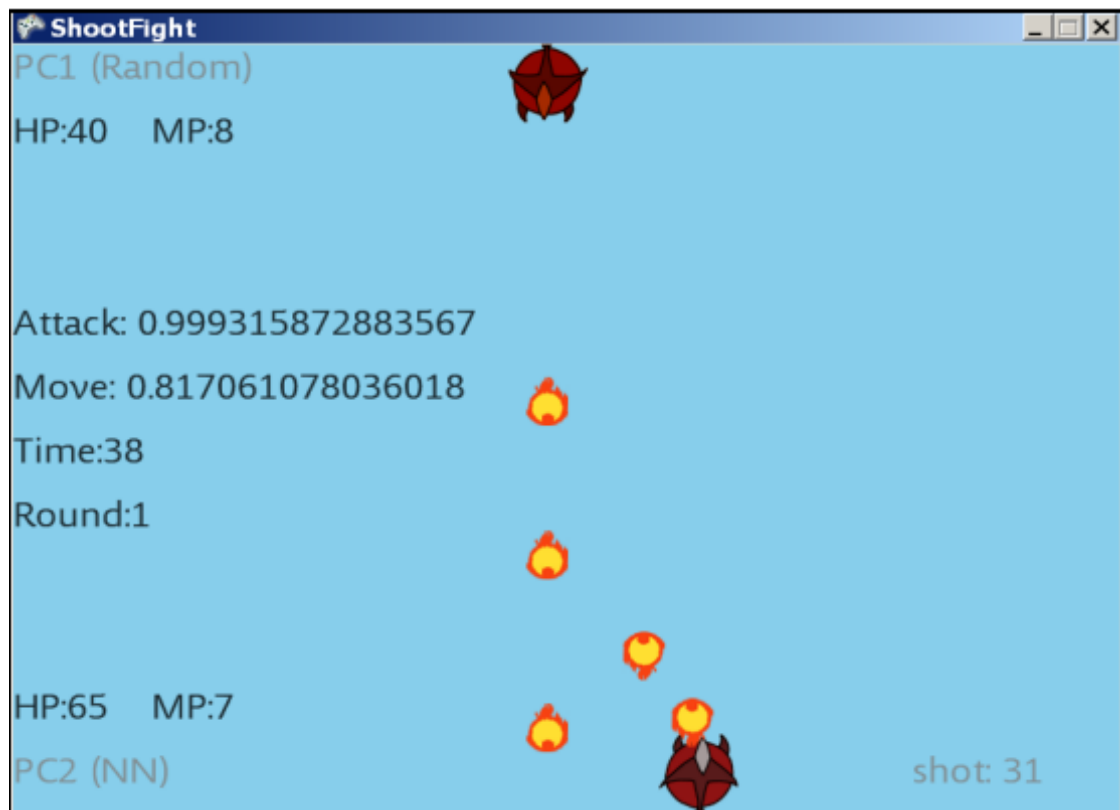 ShootFight
PC1 (Random)
HP:40 MP:8
Attack: 0.999315872883567
Move: 0.817061078036018
Time:38
Round:1
HP:65 MP:7
PC2 (NN)
shot: 31